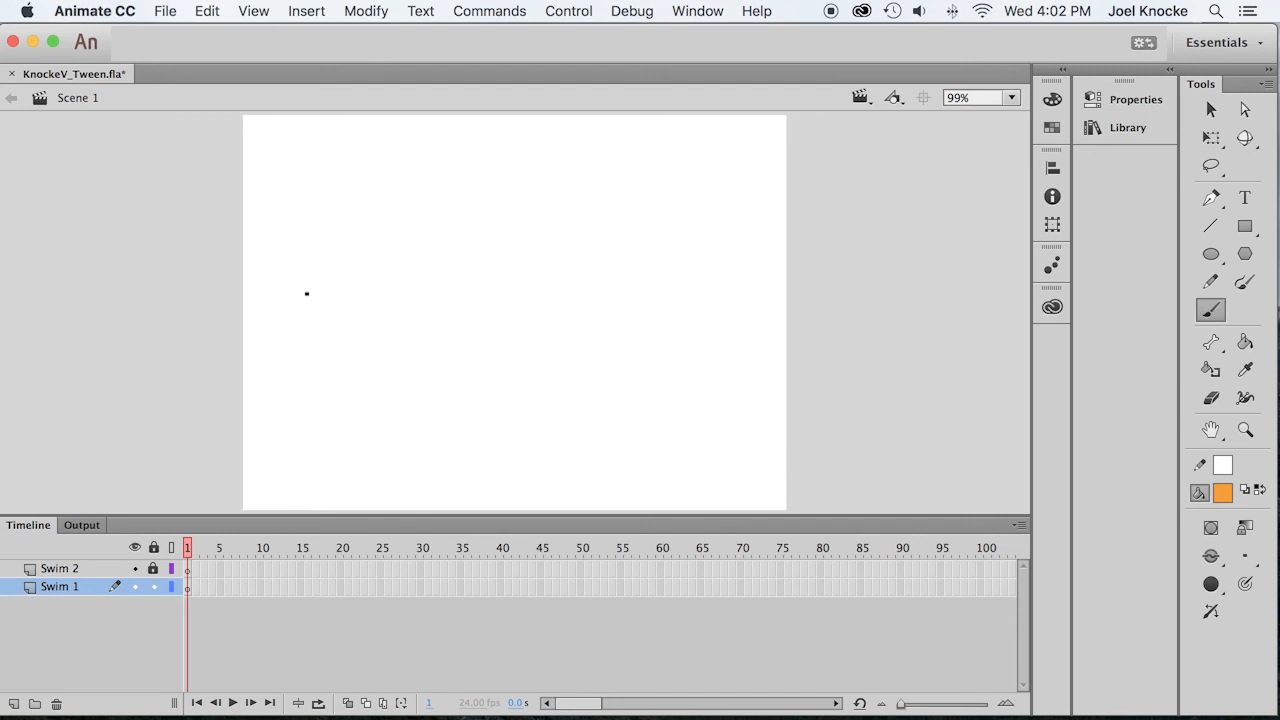 Animate CC File Edit View Insert Modify Text Commands Control Debug Window Help Wed 4:02 PM Joel Knocke
An Essentials
× KnockeV_Tween.fla* Tools
Scene 1 99% Properties
Library
T
Timeline Output
1 5 10 15 20 25 30 35 40 45 50 55 60 65 70 75 80 85 90 95 100
Swim 2
Swim 1
1 24.00 fps 0.0 s